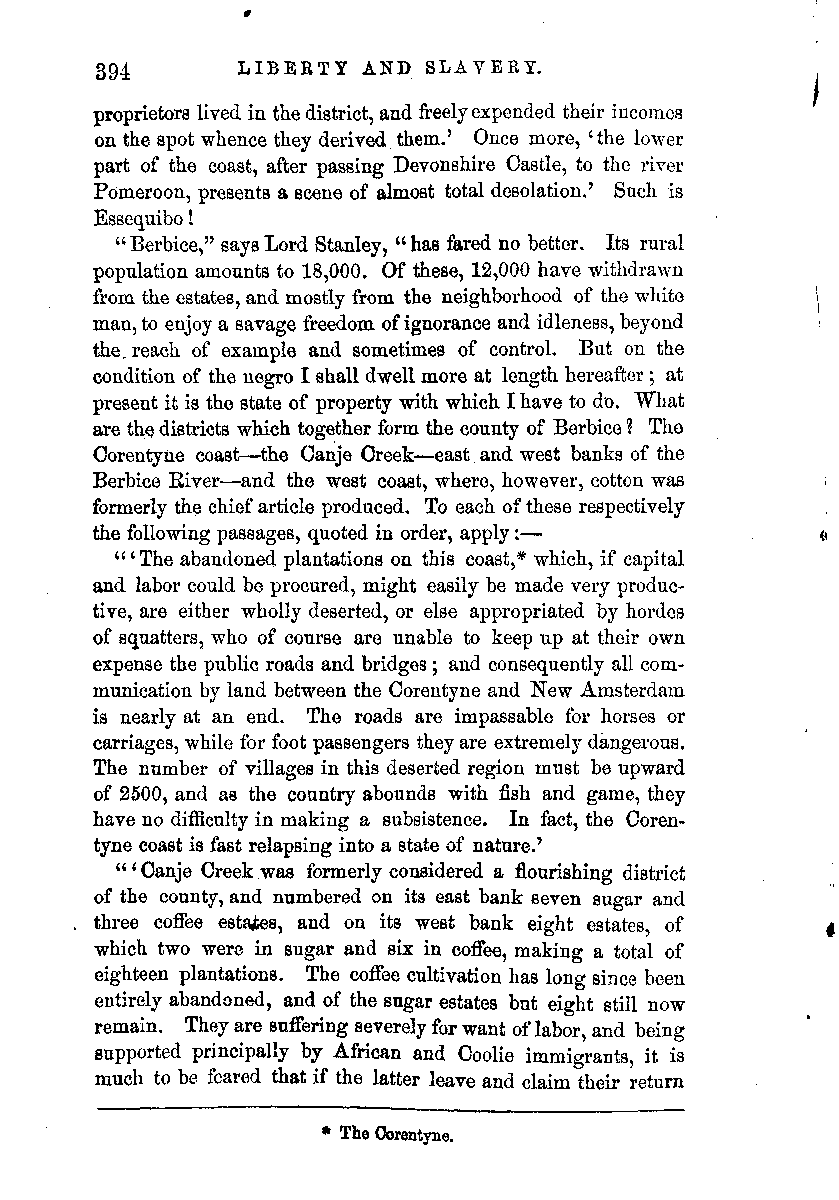 394 LIBERTY AND SLAVERY.
proprietors lived in the district, and freely expended their incomes
on the spot whence they derived them.’ Once more, ‘the lower
part of the coast, after passing Devonshire Castle, to the river
Pomeroon, presents a scene of almost total desolation.’ Such is
Essequibo!
“Berbice,” says Lord Stanley, “has fared no better. Its rural
population amounts to 18,000. Of these, 12,000 have withdrawn
from the estates, and mostly from the neighborhood of the white
man, to enjoy a savage freedom of ignorance and idleness, beyond
the reach of example and sometimes of control. But on the
condition of the negro I shall dwell more at length hereafter; at
present it is the state of property with which I have to do. What
are the districts which together form the county of Berbice? The
Corentyne coast—the Canje Creek—east and west banks of the
Berbice River—and the west coast, where, however, cotton was
formerly the chief article produced. To each of these respectively
the following passages, quoted in order, apply:—
“‘The abandoned plantations on this coast,* which, if capital
and labor could be procured, might easily be made very produc-
tive, are either wholly deserted, or else appropriated by hordes
of squatters, who of course are unable to keep up at their own
expense the public roads and bridges; and consequently all com-
munication by land between the Corentyne and New Amsterdam
is nearly at an end. The roads are impassable for horses or
carriages, while for foot passengers they are extremely dangerous.
The number of villages in this deserted region must be upward
of 2500, and as the country abounds with fish and game, they
have no difficulty in making a subsistence. In fact, the Coren-
tyne coast is fast relapsing into a state of nature.’
“‘Canje Creek was formerly considered a flourishing district
of the county, and numbered on its east bank seven sugar and
three coffee estates, and on its west bank eight estates, of
which two were in sugar and six in coffee, making a total of
eighteen plantations. The coffee cultivation has long since been
entirely abandoned, and of the sugar estates but eight still now
remain. They are suffering severely for want of labor, and being
supported principally by African and Coolie immigrants, it is
much to be feared that if the latter leave and claim their return
* The Corentyne.